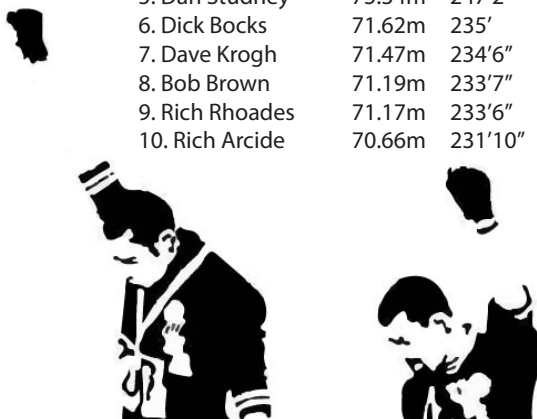 6. Dick Bocks 71.62m 235′
7. Dave Krogh 71.47m 234′6″
8. Bob Brown 71.19m 233′7″
9. Rich Rhoades 71.17m 233′6″
10. Rich Arcide 70.66m 231′10″